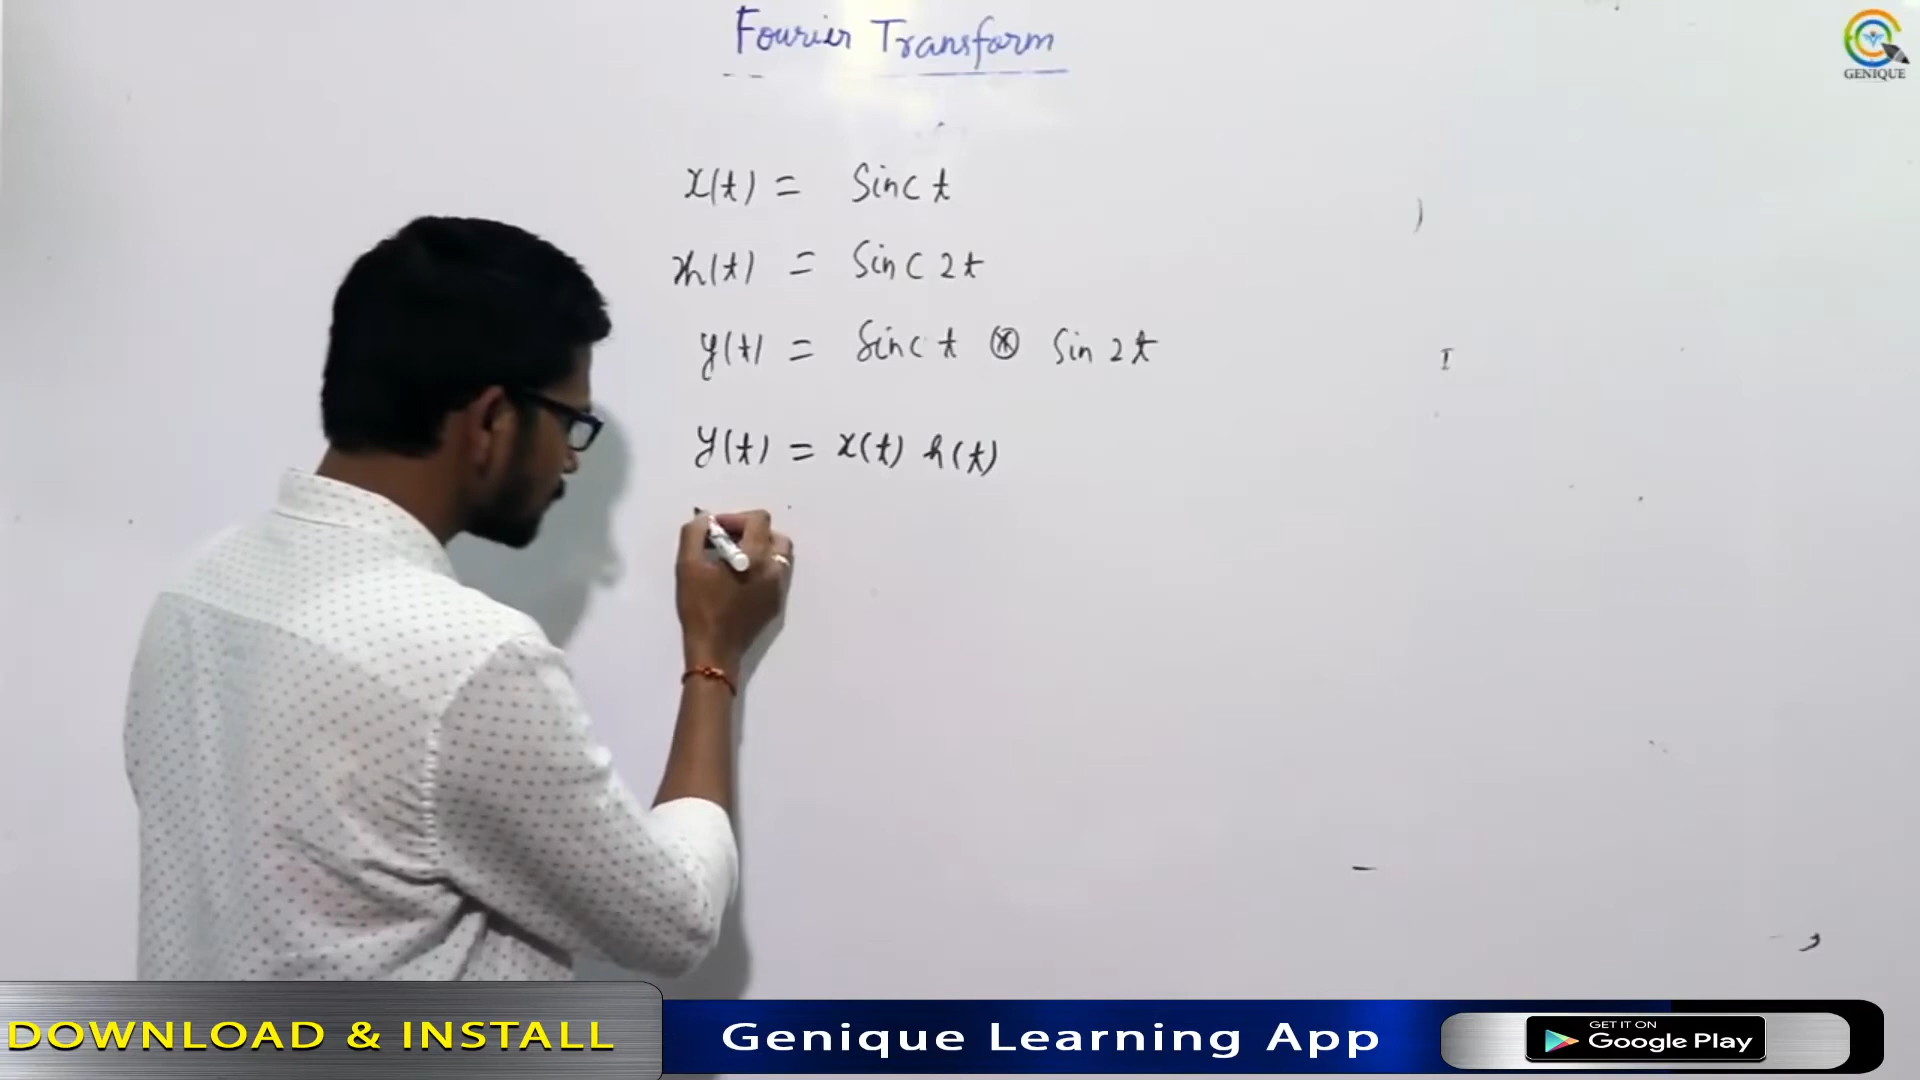 Fourier Transform
GENIQUE
x(t) = Sinc t
h(t) = Sinc 2t
y(t) = Sinc t ⊛ Sin 2t
y(t) = x(t) h(t)
DOWNLOAD & INSTALL
Genique Learning App
GET IT ON
Google Play